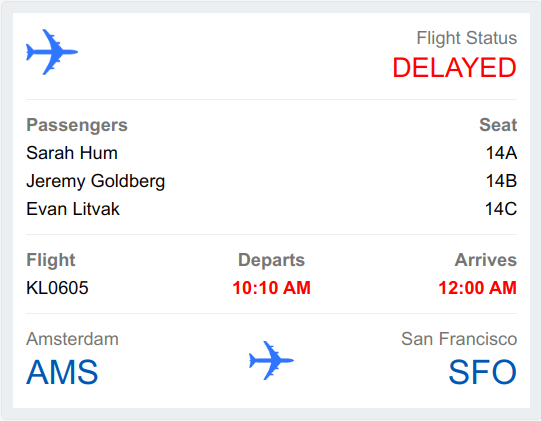 Flight Status
DELAYED
Passengers Seat
Sarah Hum 14A
Jeremy Goldberg 14B
Evan Litvak 14C
Flight Departs Arrives
KL0605 10:10 AM 12:00 AM
Amsterdam San Francisco
AMS SFO